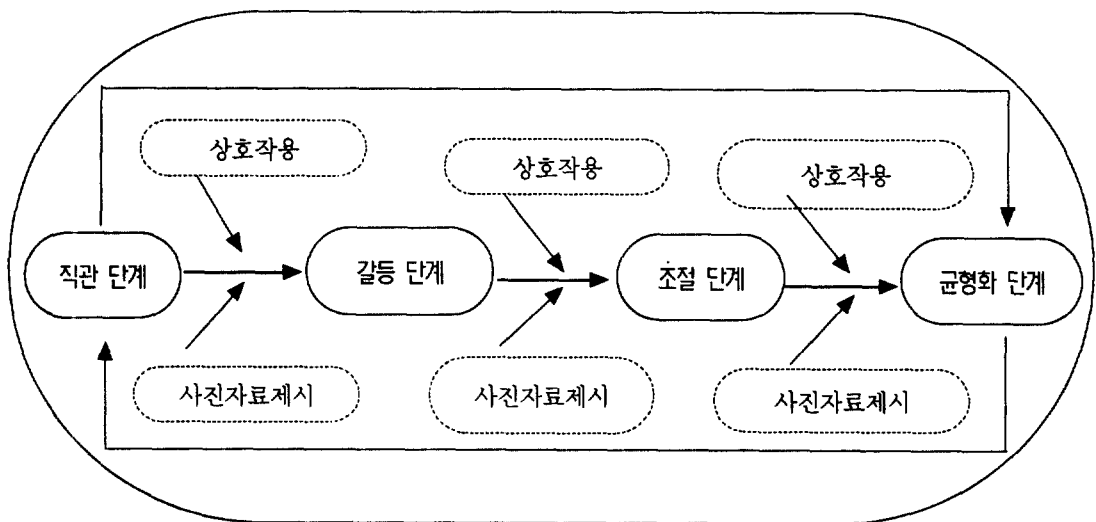 상호작용
상호작용
상호작용
직관 단계
갈등 단계
조절 단계
균형화 단계
사진자료제시
사진자료제시
사진자료제시